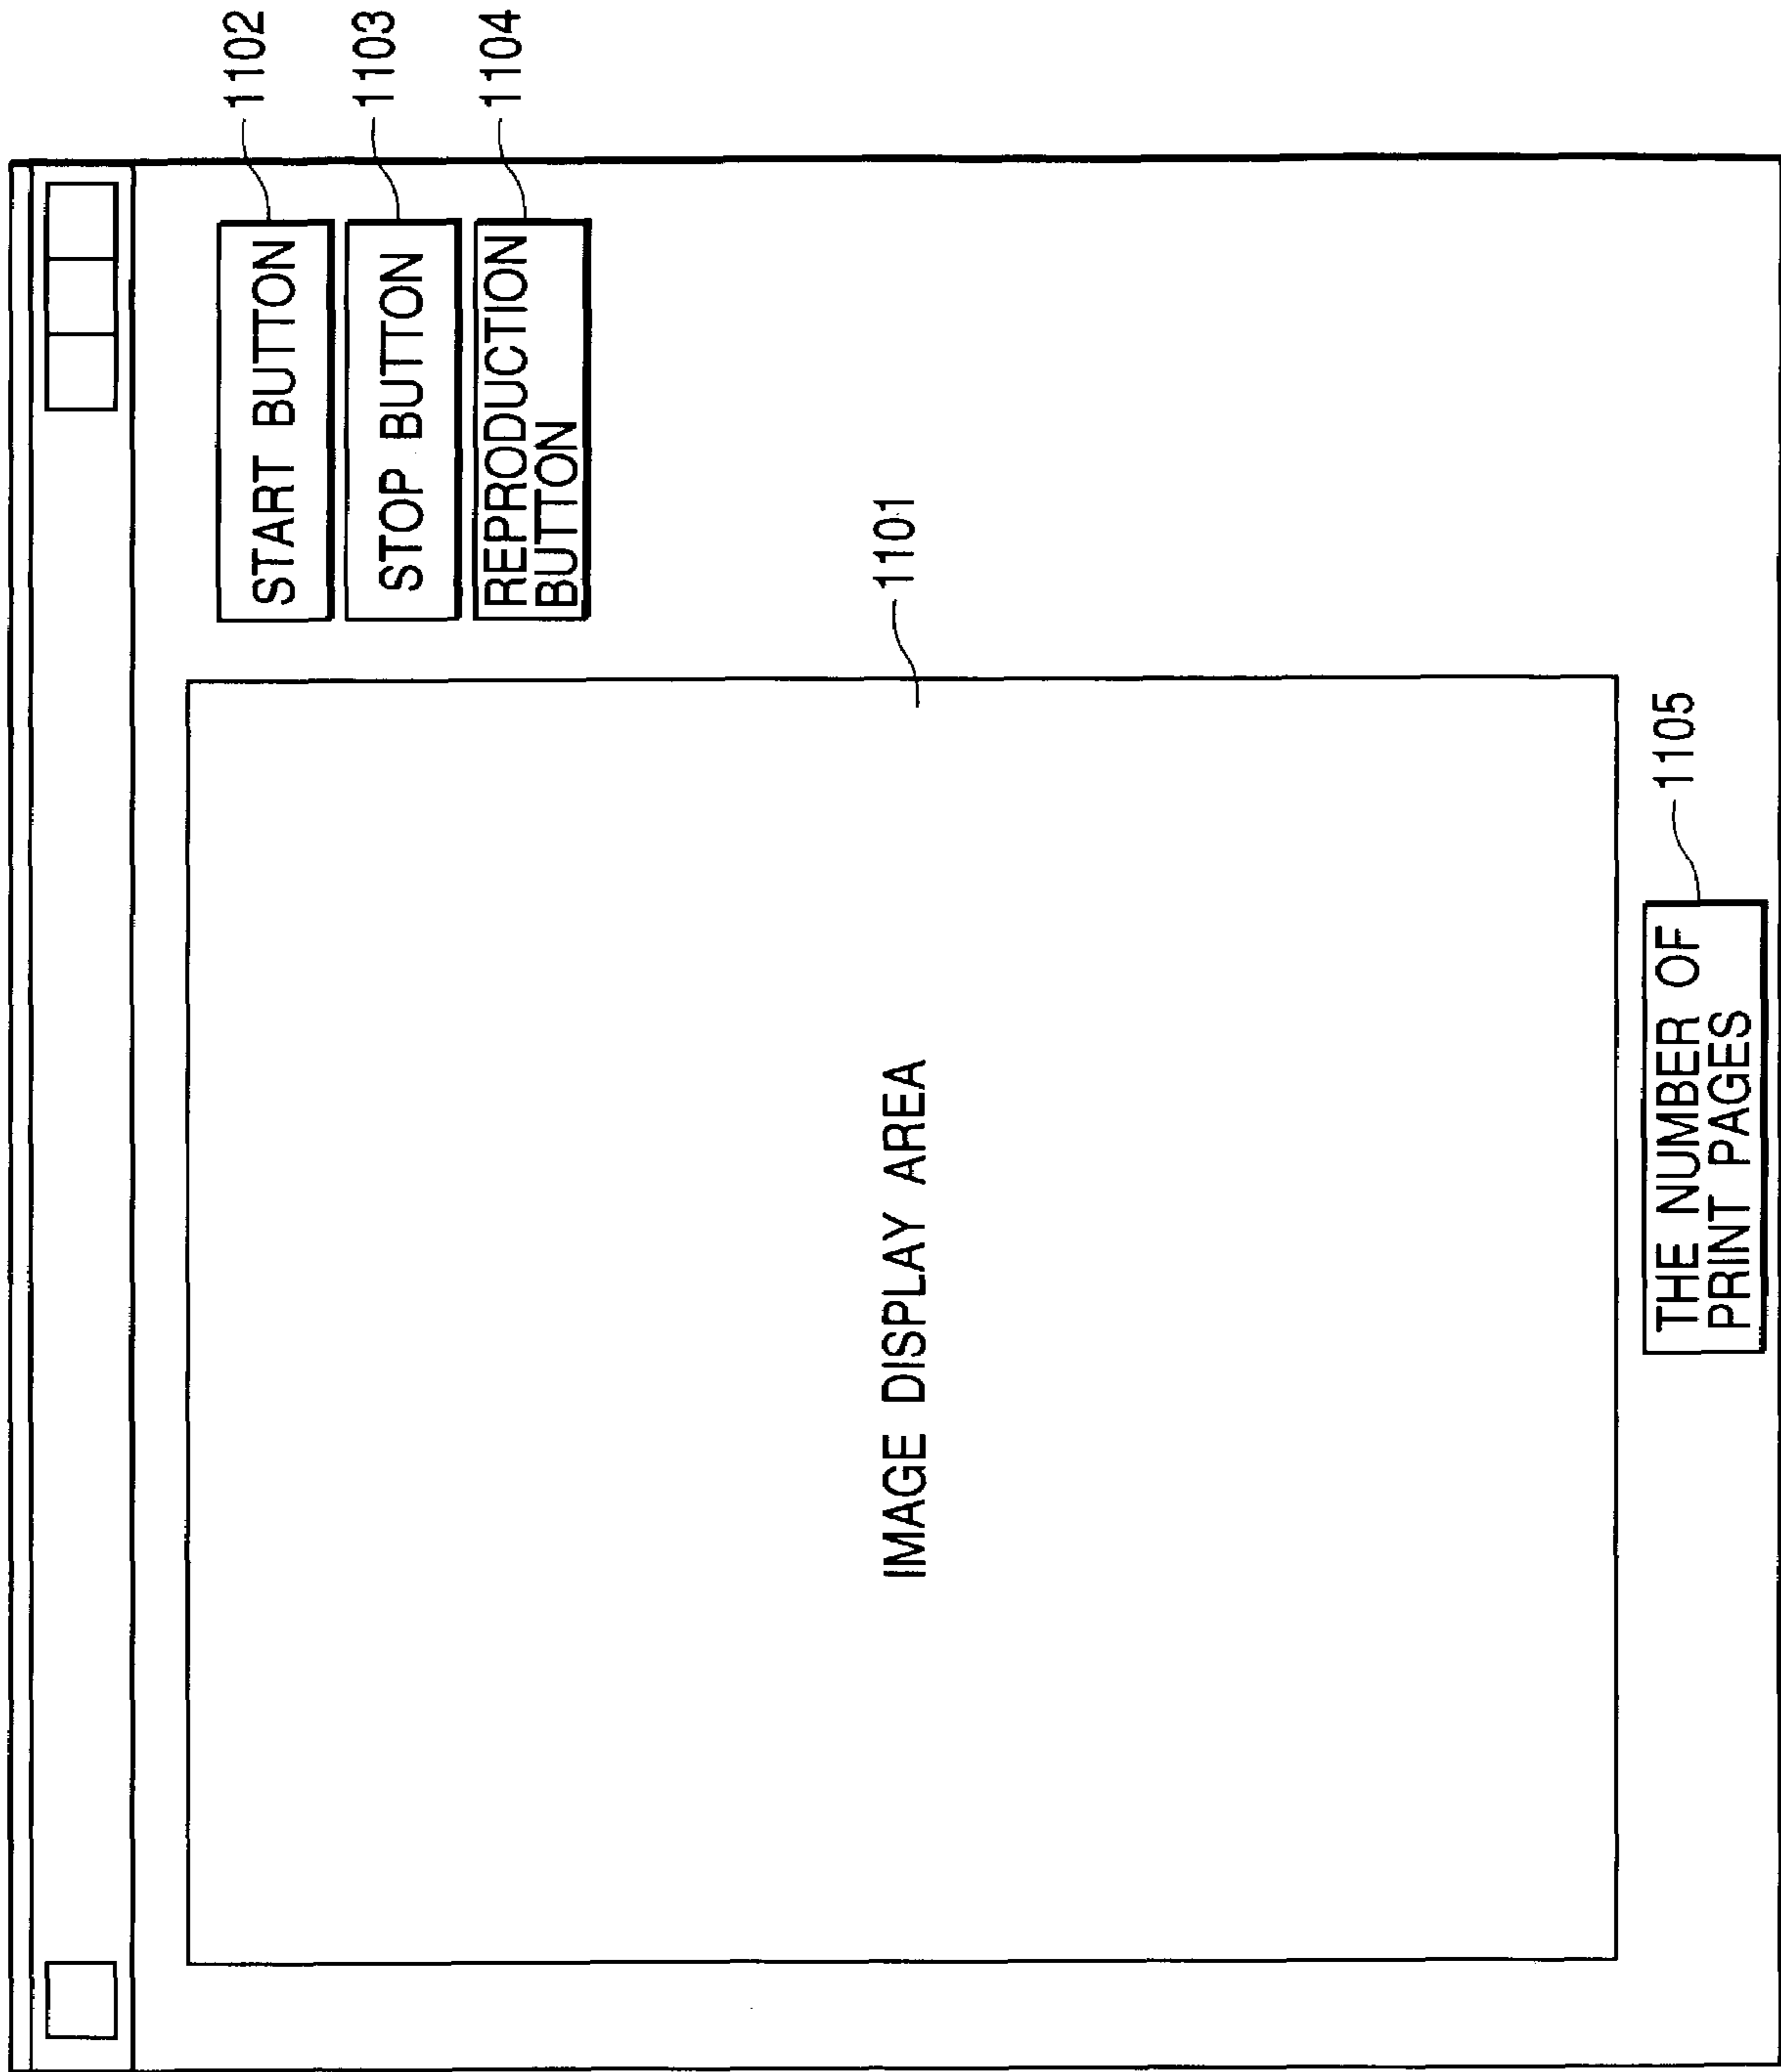 START BUTTON
1102
STOP BUTTON
1103
REPRODUCTION
BUTTON
1104
IMAGE DISPLAY AREA
1101
THE NUMBER OF
PRINT PAGES
1105